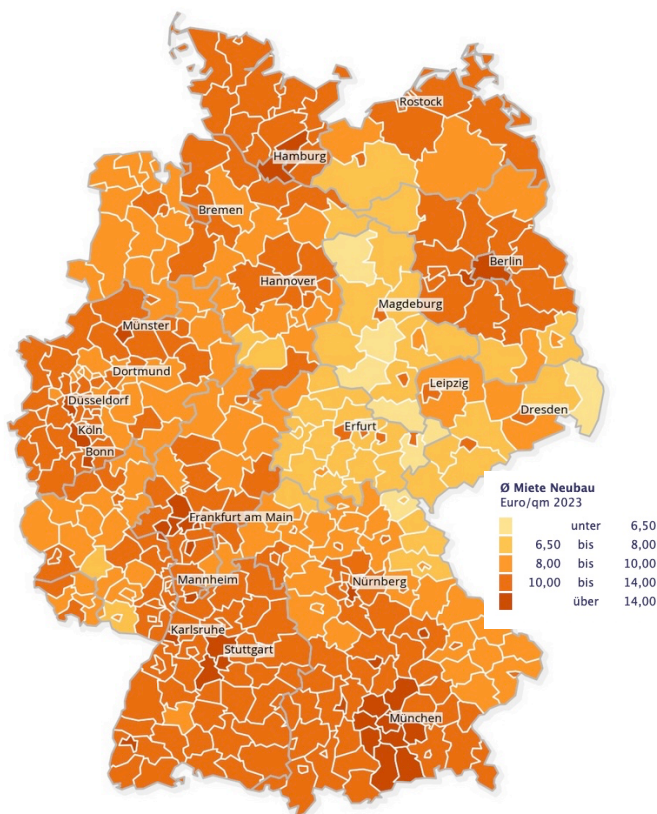 Rostock
Hamburg
Bremen
Berlin
Hannover
Magdeburg
Münster
Dortmund
Leipzig
Düsseldorf
Dresden
Köln
Erfurt
Bonn
Ø Miete Neubau
Euro/qm 2023
unter 6,50
6,50 bis 8,00
8,00 bis 10,00
10,00 bis 14,00
über 14,00
Frankfurt am Main
Mannheim
Nürnberg
Karlsruhe
Stuttgart
München